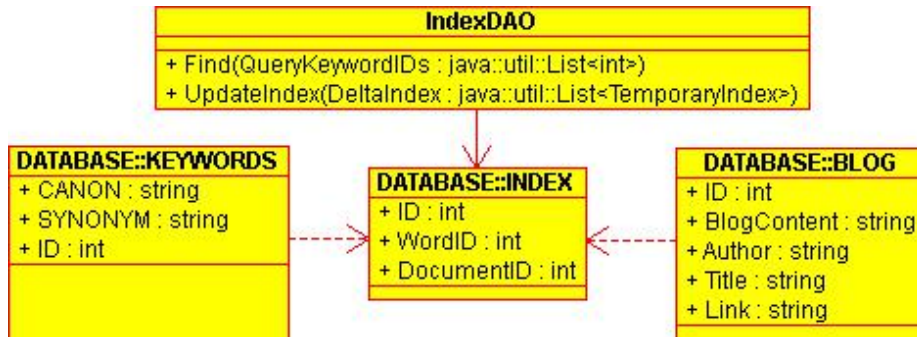 IndexDAO
+ Find(QueryKeywordIDs : java::util::List<int>)
+ UpdateIndex(DeltaIndex : java::util::List<TemporaryIndex>)
DATABASE::KEYWORDS
+ CANON : string
+ SYNONYM : string
+ ID : int
DATABASE::INDEX
+ ID : int
+ WordID : int
+ DocumentID : int
DATABASE::BLOG
+ ID : int
+ BlogContent : string
+ Author : string
+ Title : string
+ Link : string